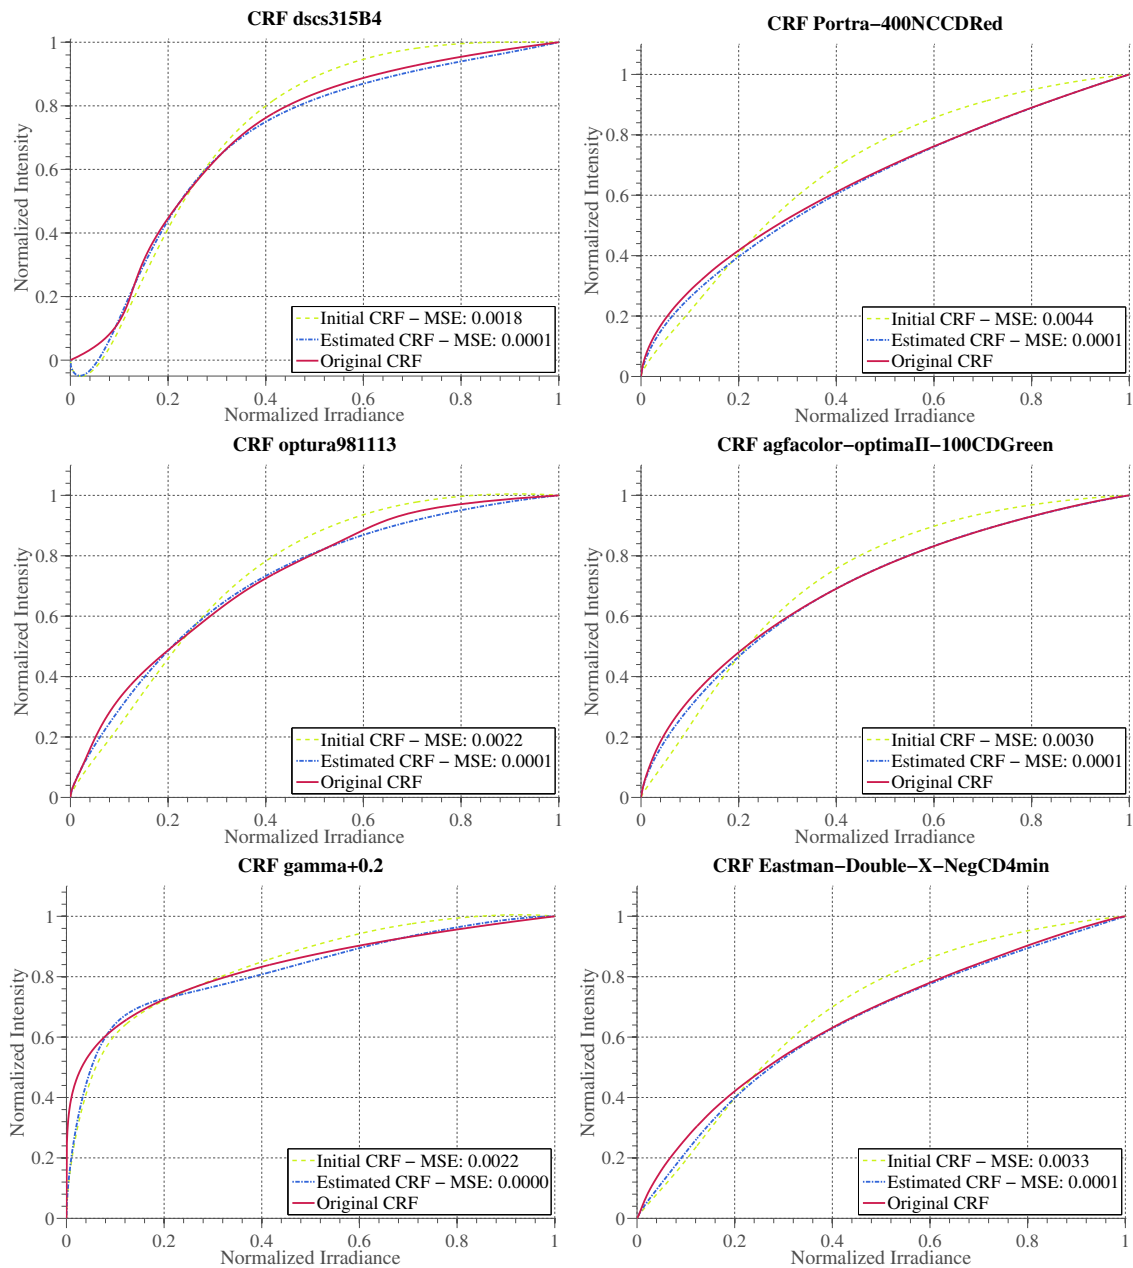 CRF dscs315B4
Normalized Intensity
1
0.8
0.6
0.4
0.2
0
Initial CRF − MSE: 0.0018
Estimated CRF − MSE: 0.0001
Original CRF
0 0.2 0.4 0.6 0.8 1
Normalized Irradiance
CRF Portra−400NCCDRed
Normalized Intensity
1
0.8
0.6
0.4
0.2
0
Initial CRF − MSE: 0.0044
Estimated CRF − MSE: 0.0001
Original CRF
0 0.2 0.4 0.6 0.8 1
Normalized Irradiance
CRF optura981113
Normalized Intensity
1
0.8
0.6
0.4
0.2
0
Initial CRF − MSE: 0.0022
Estimated CRF − MSE: 0.0001
Original CRF
0 0.2 0.4 0.6 0.8 1
Normalized Irradiance
CRF agfacolor−optimaII−100CDGreen
Normalized Intensity
1
0.8
0.6
0.4
0.2
0
Initial CRF − MSE: 0.0030
Estimated CRF − MSE: 0.0001
Original CRF
0 0.2 0.4 0.6 0.8 1
Normalized Irradiance
CRF gamma+0.2
Normalized Intensity
1
0.8
0.6
0.4
0.2
0
Initial CRF − MSE: 0.0022
Estimated CRF − MSE: 0.0000
Original CRF
0 0.2 0.4 0.6 0.8 1
Normalized Irradiance
CRF Eastman−Double−X−NegCD4min
Normalized Intensity
1
0.8
0.6
0.4
0.2
0
Initial CRF − MSE: 0.0033
Estimated CRF − MSE: 0.0001
Original CRF
0 0.2 0.4 0.6 0.8 1
Normalized Irradiance